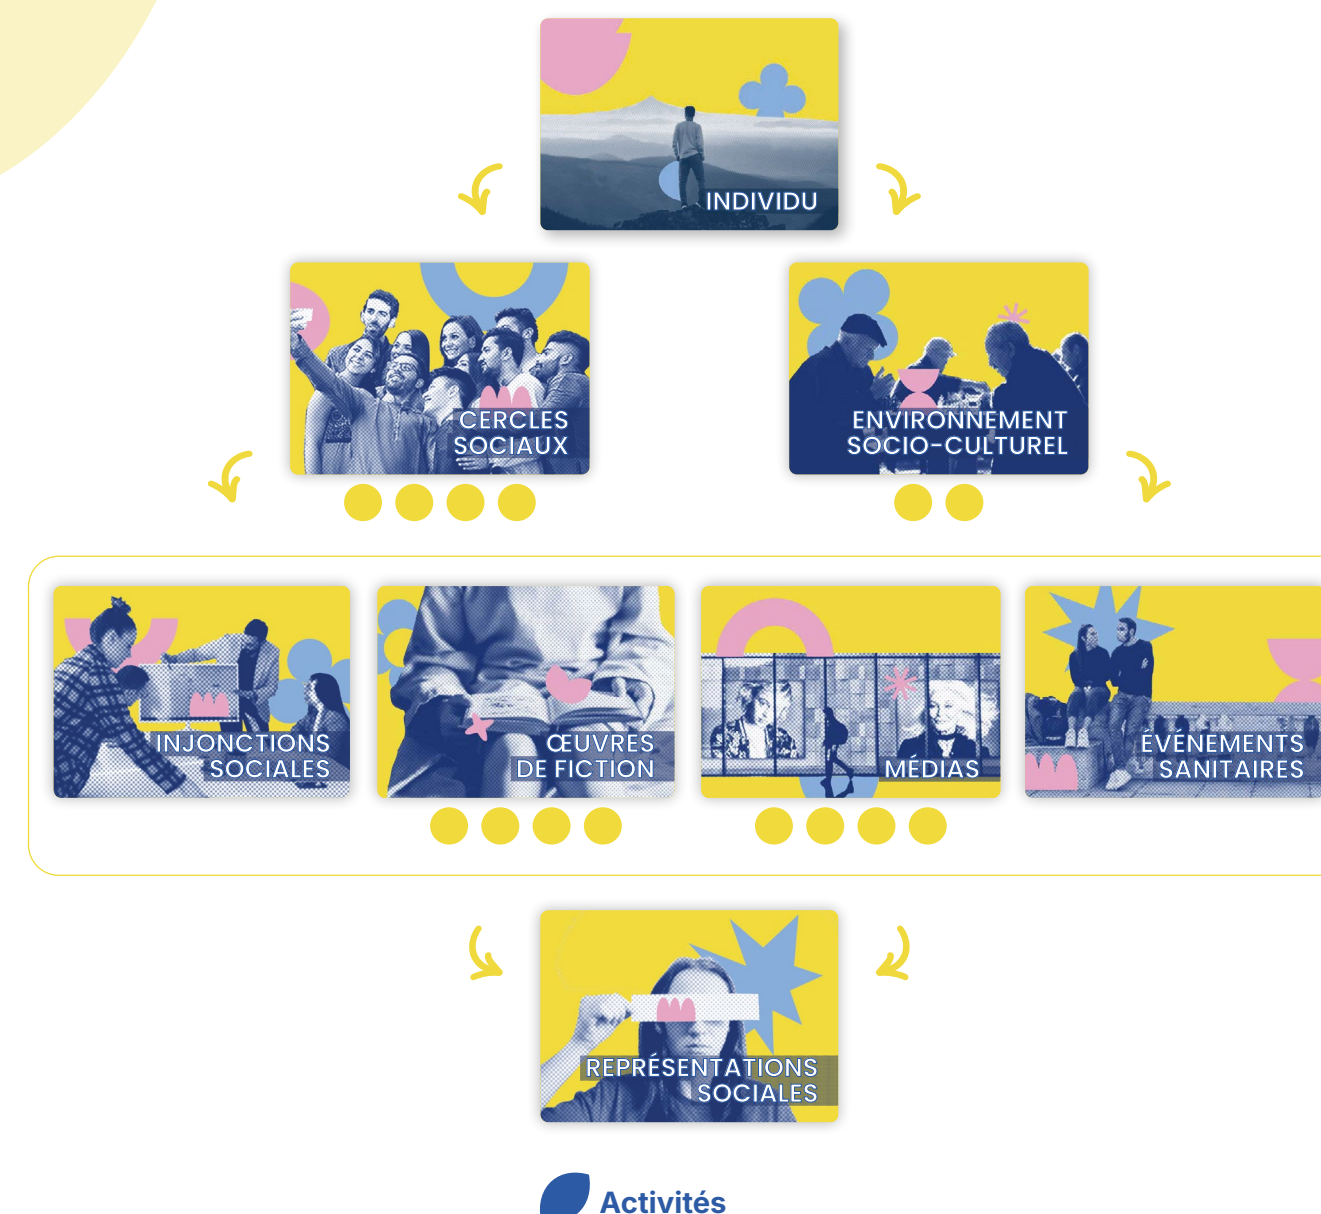 INDIVIDU
CERCLES
SOCIAUX
ENVIRONNEMENT
SOCIO-CULTUREL
INJONCTIONS
SOCIALES
ŒUVRES
DE FICTION
MÉDIAS
ÉVÉNEMENTS
SANITAIRES
REPRÉSENTATIONS
SOCIALES
Activités